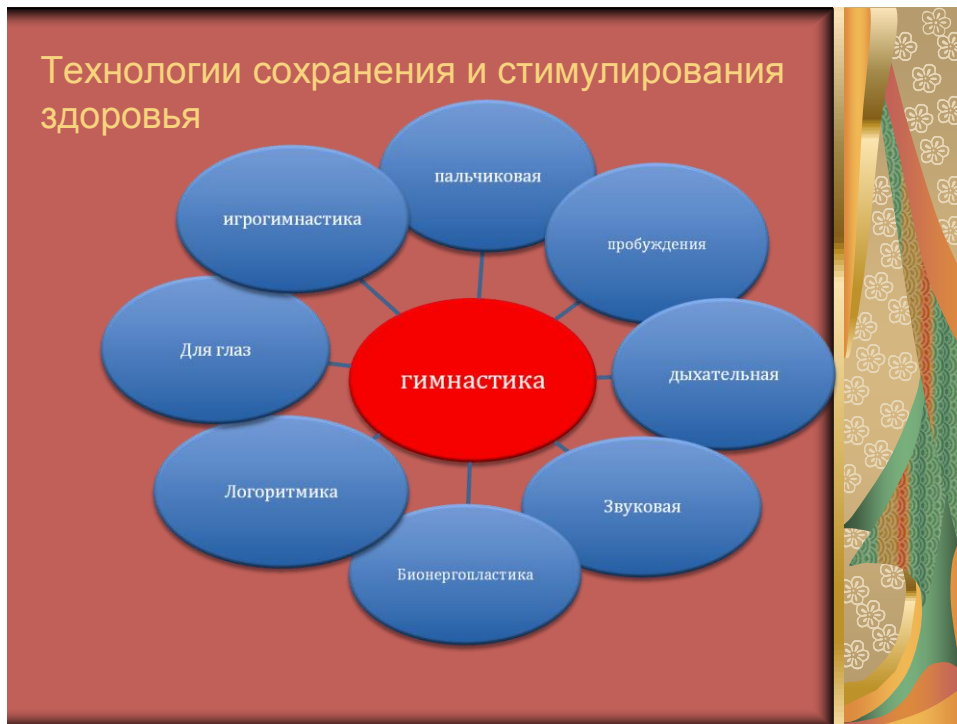 Технологии сохранения и стимулирования
здоровья
пальчиковая
игрогимнастика
пробуждения
Для глаз
дыхательная
гимнастика
Логоритмика
Звуковая
Бионергопластика